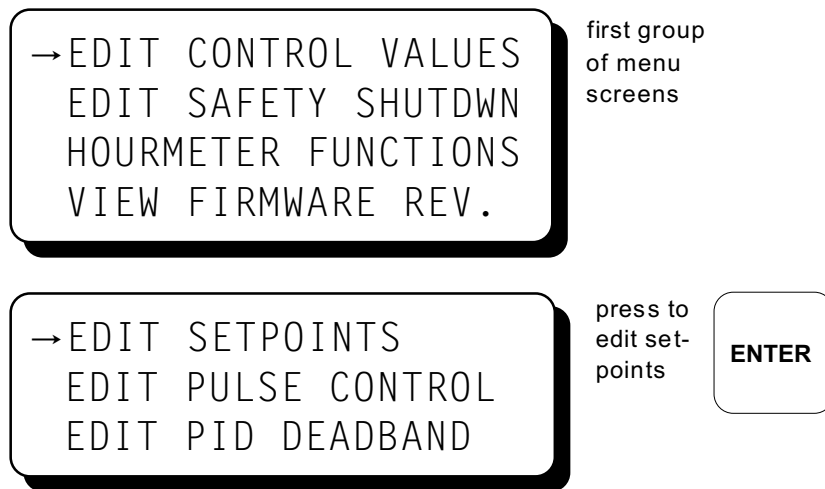 →EDIT CONTROL VALUES
EDIT SAFETY SHUTDWN
HOURMETER FUNCTIONS
VIEW FIRMWARE REV.
first group
of menu
screens
→EDIT SETPOINTS
EDIT PULSE CONTROL
EDIT PID DEADBAND
press to
edit set-
points
ENTER